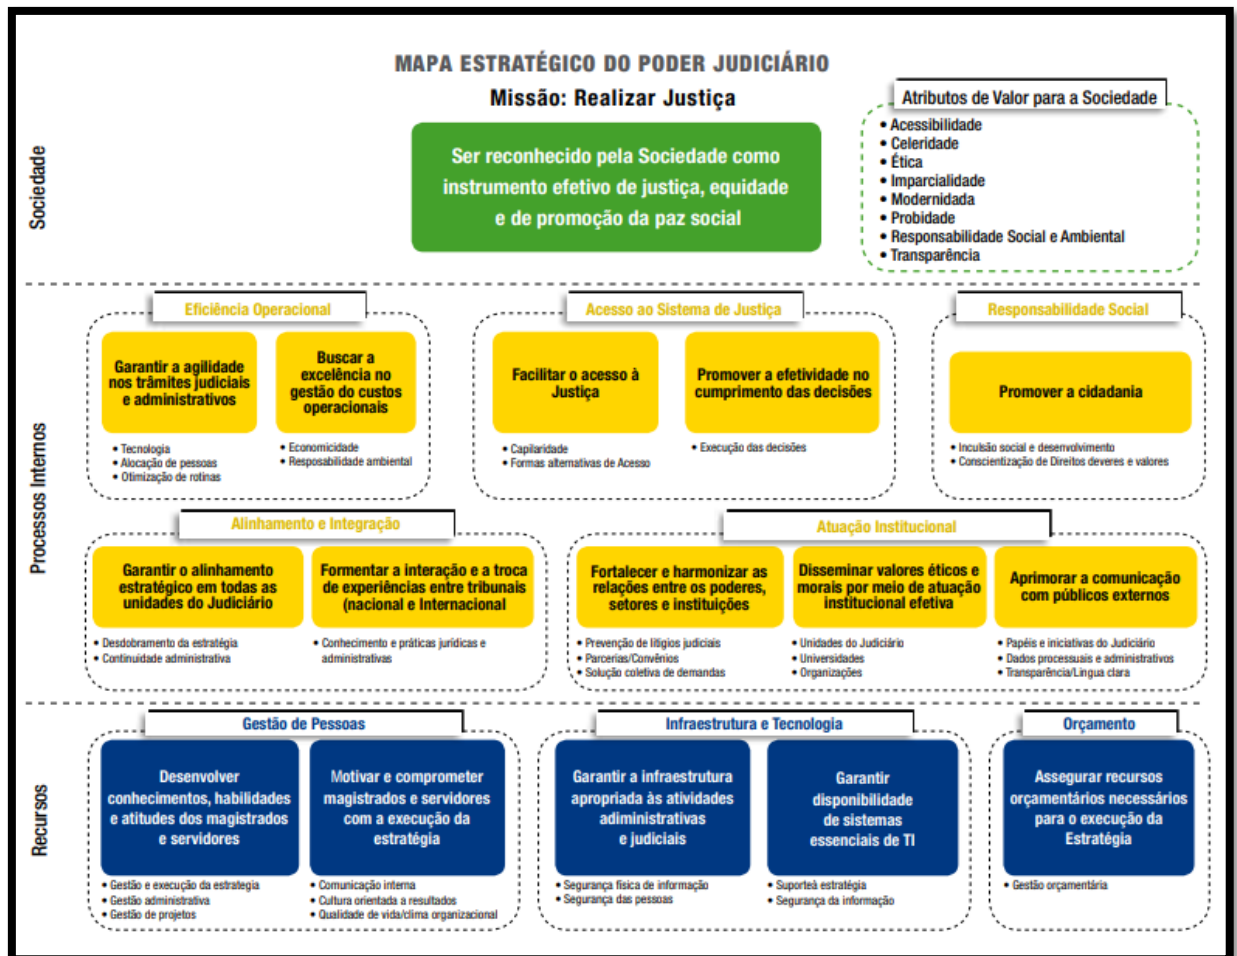 MAPA ESTRATÉGICO DO PODER JUDICIÁRIO
Missão: Realizar Justiça
Sociedade
Ser reconhecido pela Sociedade como
instrumento efetivo de justiça, equidade
e de promoção da paz social
Atributos de Valor para a Sociedade
• Acessibilidade
• Celeridade
• Ética
• Imparcialidade
• Modernidada
• Probidade
• Responsabilidade Social e Ambiental
• Transparência
Processos Internos
Eficiência Operacional
Garantir a agilidade
nos trâmites judiciais
e administrativos
• Tecnologia
• Alocação de pessoas
• Otimização de rotinas
Buscar a
excelência no
gestão do custos
operacionais
• Economicidade
• Resposabilidade ambiental
Acesso ao Sistema de Justiça
Facilitar o acesso à
Justiça
• Capilaridade
• Formas alternativas de Acesso
Promover a efetividade no
cumprimento das decisões
• Execução das decisões
Responsabilidade Social
Promover a cidadania
• Inculsão social e desenvolvimento
• Conscientização de Direitos deveres e valores
Alinhamento e Integração
Garantir o alinhamento
estratégico em todas as
unidades do Judiciário
• Desdobramento da estratégia
• Continuidade administrativa
Formentar a interação e a troca
de experiências entre tribunais
(nacional e Internacional
• Conhecimento e práticas jurídicas e
administrativas
Atuação Institucional
Fortalecer e harmonizar as
relações entre os poderes,
setores e instituições
• Prevenção de litígios judiciais
• Parcerias/Convênios
• Solução coletiva de demandas
Disseminar valores éticos e
morais por meio de atuação
institucional efetiva
• Unidades do Judiciário
• Universidades
• Organizações
Aprimorar a comunicação
com públicos externos
• Papéis e iniciativas do Judiciário
• Dados processuais e administrativos
• Transparência/Lingua clara
Recursos
Gestão de Pessoas
Desenvolver
conhecimentos, habilidades
e atitudes dos magistrados
e servidores
• Gestão e execução da estrategia
• Gestão administrativa
• Gestão de projetos
Motivar e comprometer
magistrados e servidores
com a execução da
estratégia
• Comunicação interna
• Cultura orientada a resultados
• Qualidade de vida/clima organizacional
Infraestrutura e Tecnologia
Garantir a infraestrutura
apropriada às atividades
adiministrativas
e judiciais
• Segurança física de informação
• Segurança das pessoas
Garantir
disponibilidade
de sistemas
essenciais de TI
• Suporteà estratégia
• Segurança da informação
Orçamento
Assegurar recursos
orçamentários necessários
para o execução da
Estratégia
• Gestão orçamentária